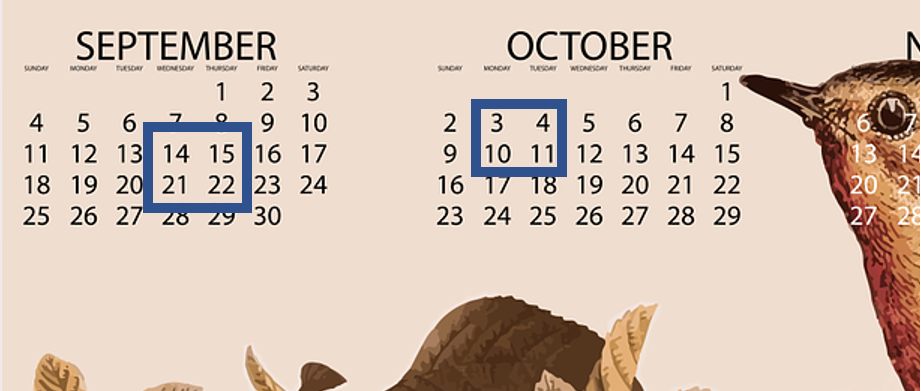 SEPTEMBER
SUNDAY MONDAY TUESDAY WEDNESDAY THURSDAY FRIDAY SATURDAY
1 2 3
4 5 6 7 8 9 10
11 12 13 14 15 16 17
18 19 20 21 22 23 24
25 26 27 28 29 30
OCTOBER
SUNDAY MONDAY TUESDAY WEDNESDAY THURSDAY FRIDAY SATURDAY
1
2 3 4 5 6 7 8
9 10 11 12 13 14 15
16 17 18 19 20 21 22
23 24 25 26 27 28 29
N
6 7
13 14
20 21
27 28